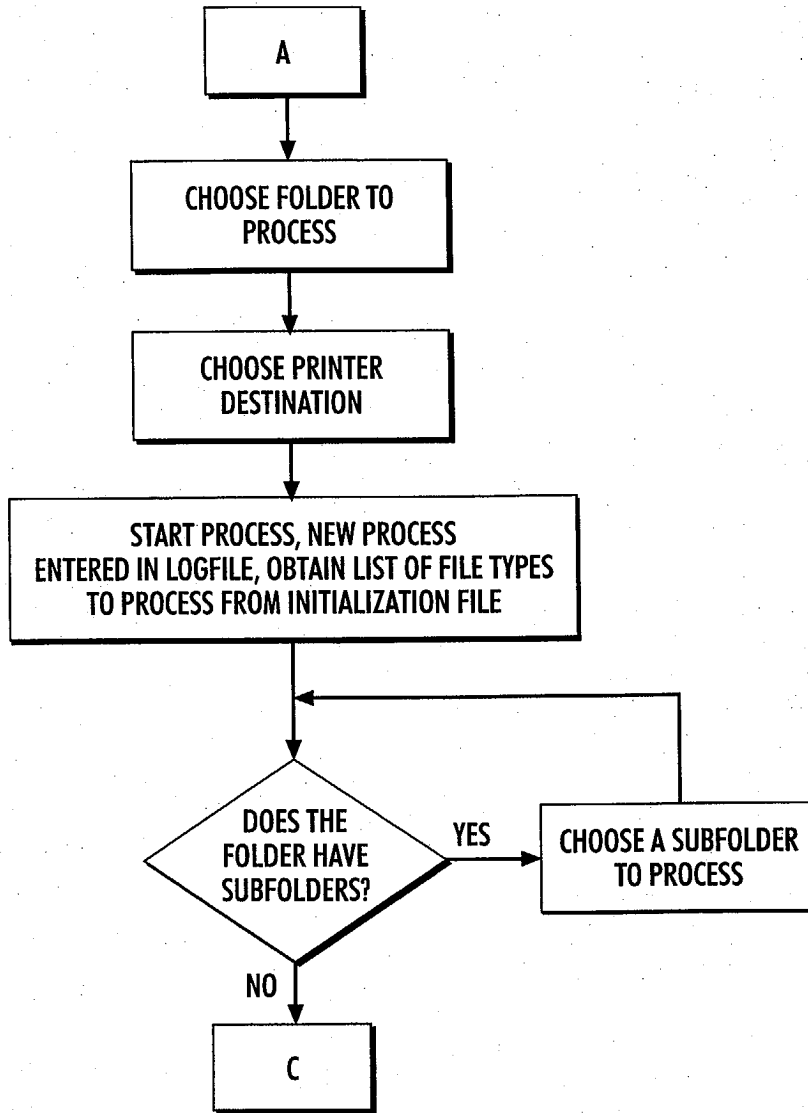 A
CHOOSE FOLDER TO
PROCESS
CHOOSE PRINTER
DESTINATION
START PROCESS, NEW PROCESS
ENTERED IN LOGFILE, OBTAIN LIST OF FILE TYPES
TO PROCESS FROM INITIALIZATION FILE
DOES THE
FOLDER HAVE
SUBFOLDERS?
YES
CHOOSE A SUBFOLDER
TO PROCESS
NO
C